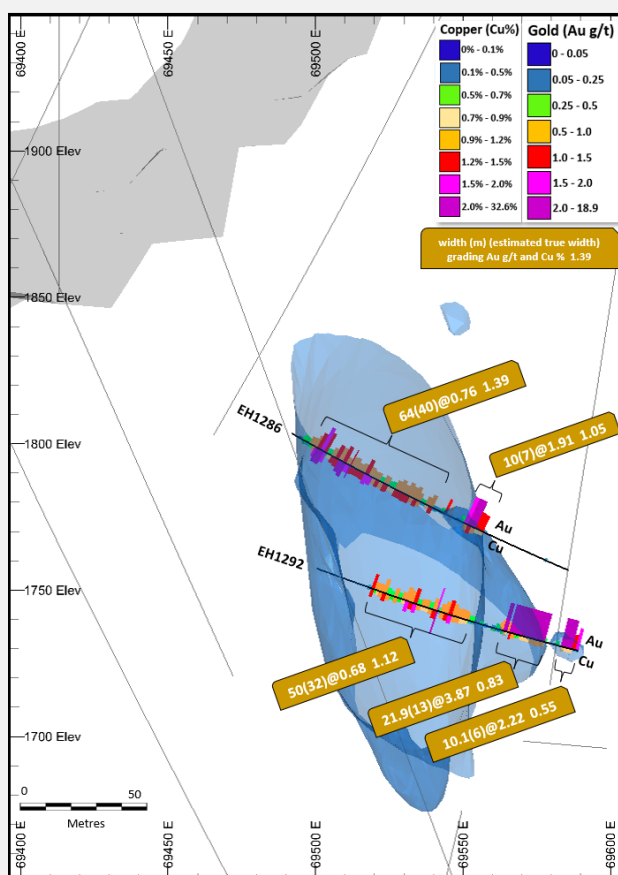 69400 E
69450 E
69500 E
Copper (Cu%)
0% - 0.1%
0.1% - 0.5%
0.5% - 0.7%
0.7% - 0.9%
0.9% - 1.2%
1.2% - 1.5%
1.5% - 2.0%
2.0% - 32.6%
Gold (Au g/t)
0 - 0.05
0.05 - 0.25
0.25 - 0.5
0.5 - 1.0
1.0 - 1.5
1.5 - 2.0
2.0 - 18.9
width (m) (estimated true width)
grading Au g/t and Cu % 1.39
1900 Elev
1850 Elev
1800 Elev
1750 Elev
1700 Elev
EH1286
64(40)@0.76 1.39
10(7)@1.91 1.05
Au
Cu
EH1292
Au
Cu
50(32)@0.68 1.12
21.9(13)@3.87 0.83
10.1(6)@2.22 0.55
0 50
Metres
69400 E
69450 E
69500 E
69550 E
69600 E